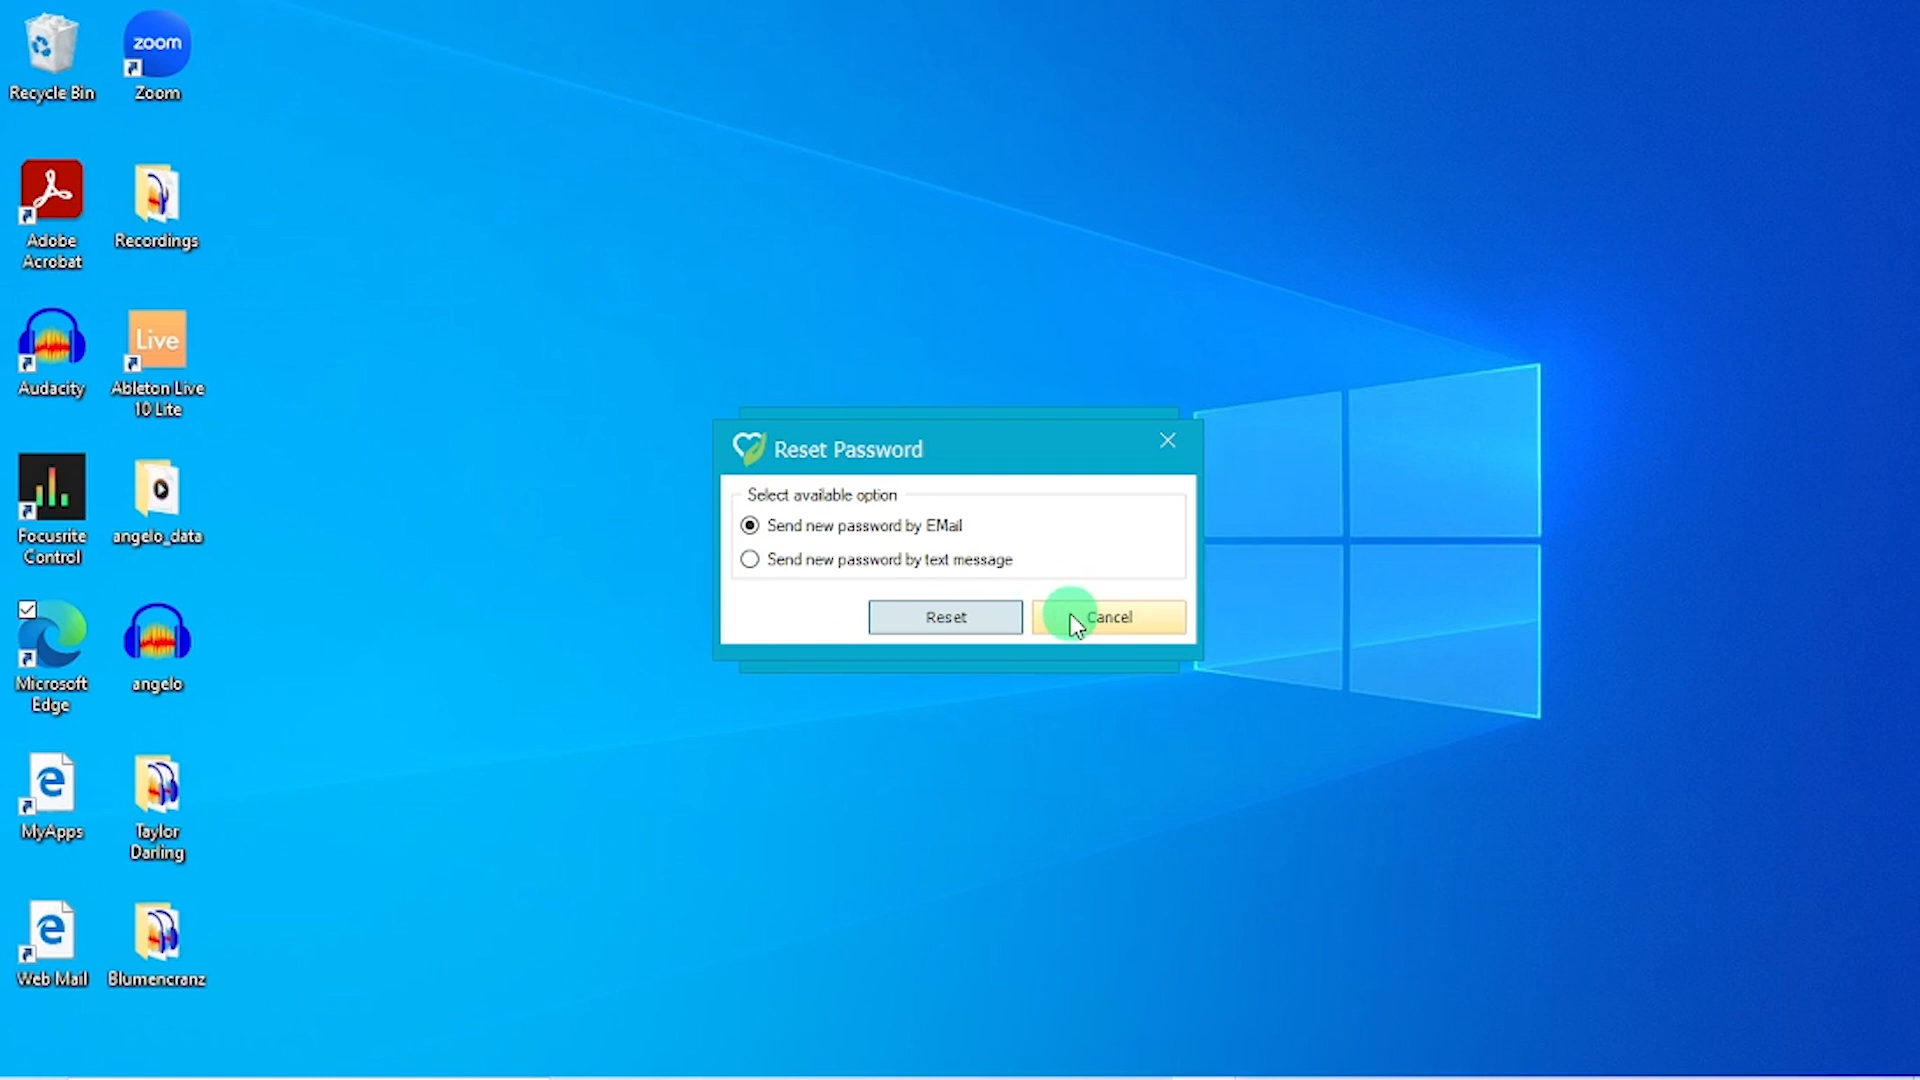 Recycle Bin
zoom
Zoom
Adobe
Acrobat
Recordings
Audacity
Live
Ableton Live
10 Lite
Focusrite
Control
angelo_data
Microsoft
Edge
angelo
MyApps
Taylor
Darling
Web Mail
Blumencranz
Reset Password
Select available option
Send new password by EMail
Send new password by text message
Reset
Cancel